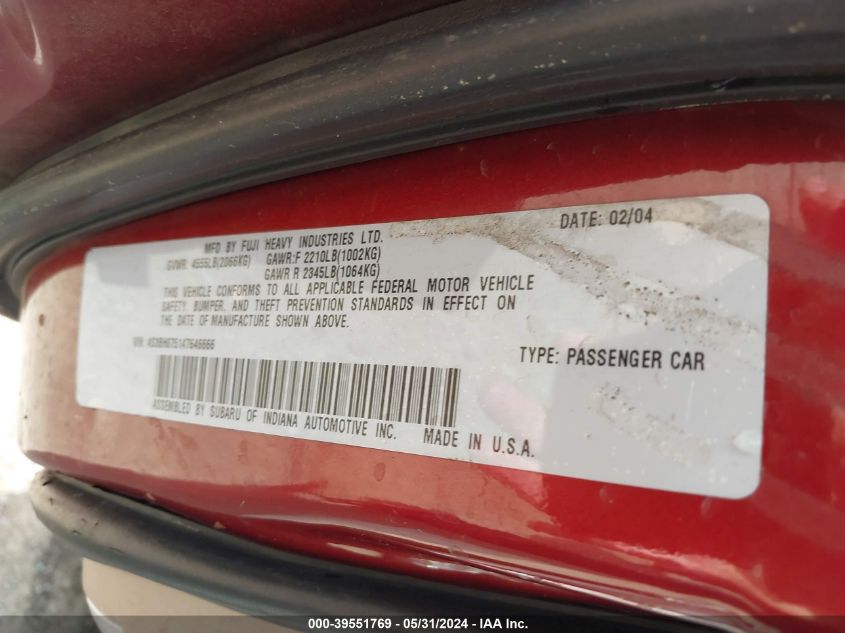 MFD BY FUJI HEAVY INDUSTRIES LTD. DATE: 02/04
GVWR: 4555LB(2066KG) GAWR:F 2210LB(1002KG)
GAWR R 2345LB(1064KG)
THIS VEHICLE CONFORMS TO ALL APPLICABLE FEDERAL MOTOR VEHICLE
SAFETY, BUMPER, AND THEFT PREVENTION STANDARDS IN EFFECT ON
THE DATE OF MANUFACTURE SHOWN ABOVE.
VIN TYPE: PASSENGER CAR
ASSEMBLED BY SUBARU OF INDIANA AUTOMOTIVE INC. MADE IN U.S.A.
000-39551769 - 05/31/2024 - IAA Inc.